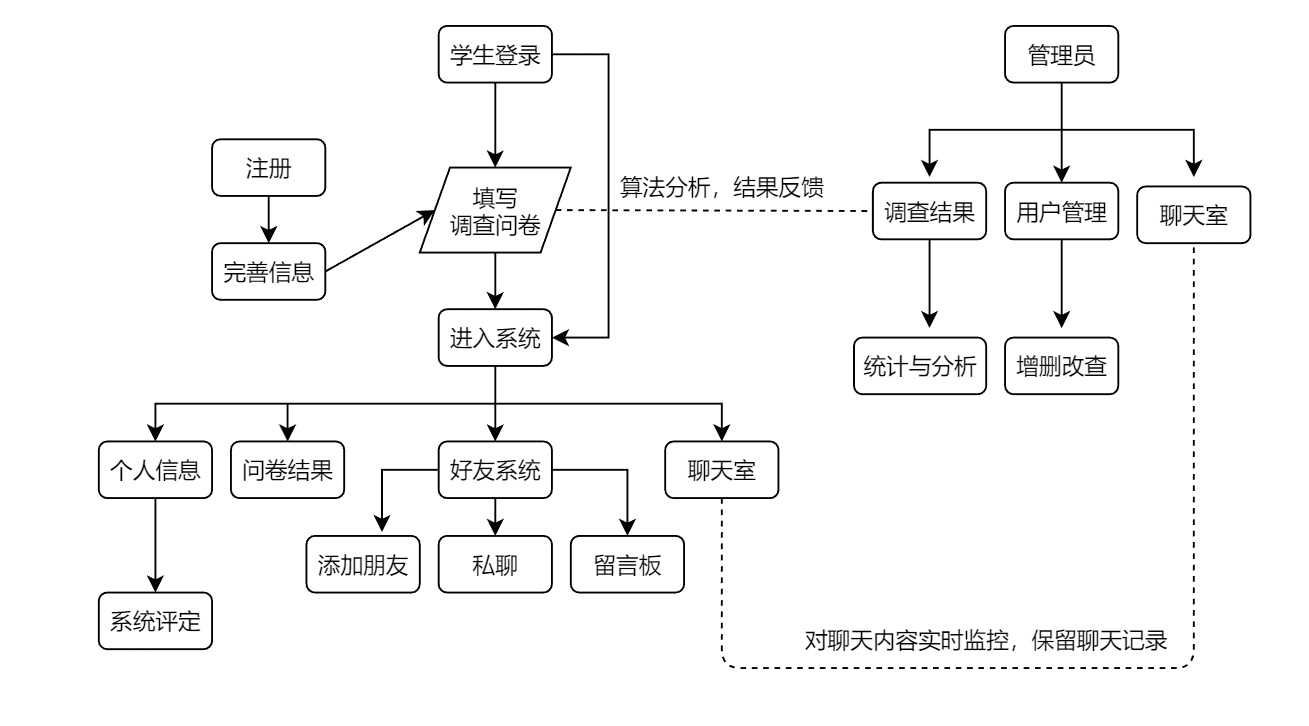 学生登录
管理员
注册
填写
调查问卷
算法分析，结果反馈
调查结果
用户管理
聊天室
完善信息
进入系统
统计与分析
增删改查
个人信息
问卷结果
好友系统
聊天室
添加朋友
私聊
留言板
系统评定
对聊天内容实时监控，保留聊天记录